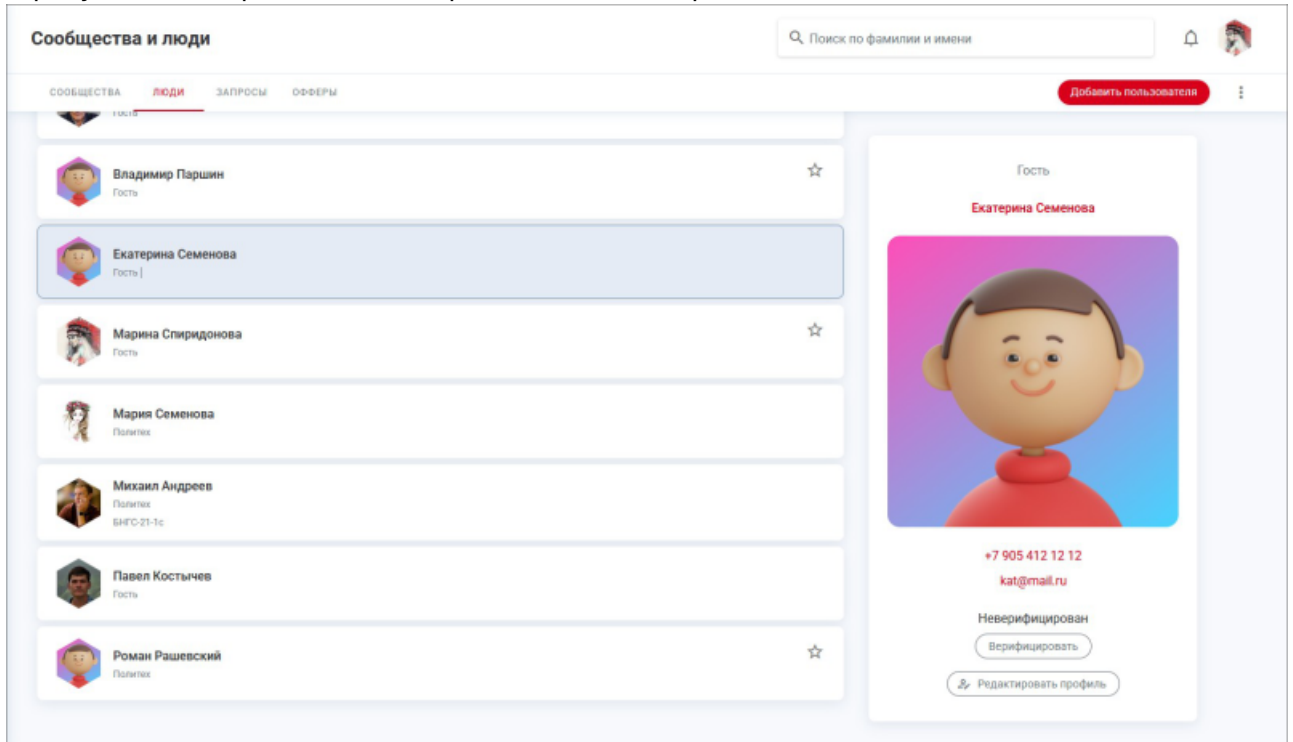 Сообщества и люди
Поиск по фамилии и имени
СООБЩЕСТВА ЛЮДИ ЗАПРОСЫ ОФФЕРЫ
Добавить пользователя
Гость
Владимир Паршин
Гость
Екатерина Семенова
Гость
Марина Спиридонова
Гость
Мария Семенова
Политех
Михаил Андреев
Политех
БНГС-21-1с
Павел Костычев
Гость
Роман Рашевский
Политех
Гость
Екатерина Семенова
+7 905 412 12 12
kat@mail.ru
Неверифицирован
Верифицировать
Редактировать профиль